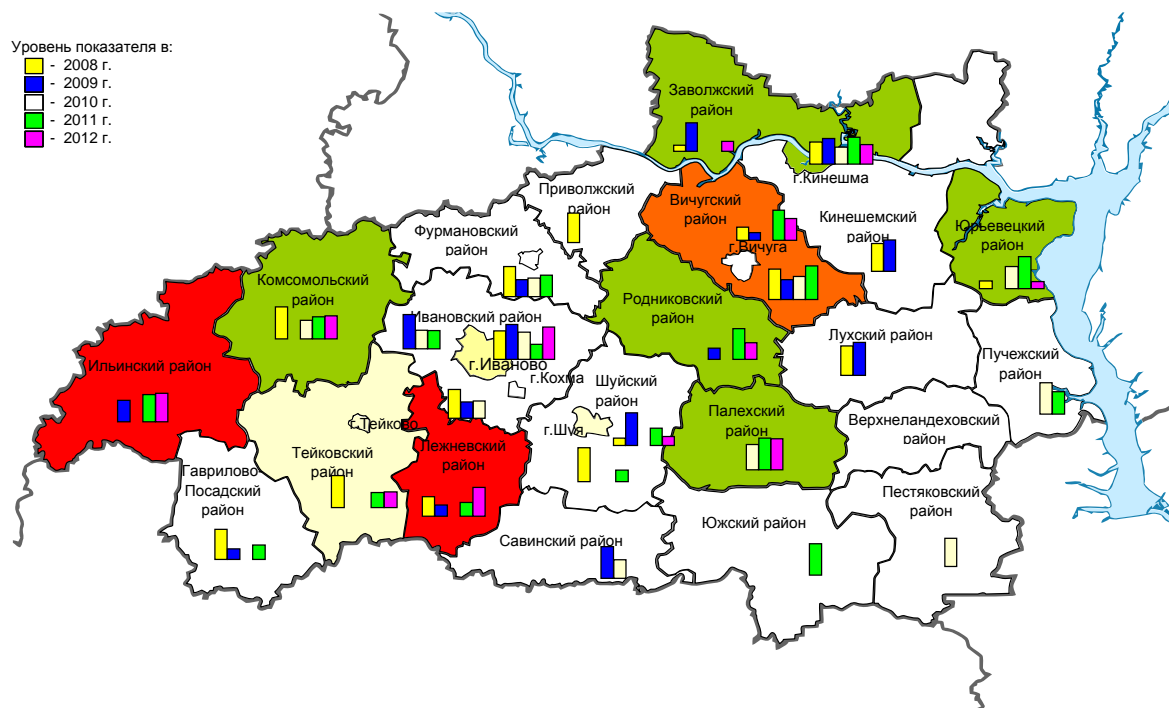 Уровень показателя в:
- 2008 г.
- 2009 г.
- 2010 г.
- 2011 г.
- 2012 г.
Заволжский
район
г.Кинешма
Приволжский
район
Вичугский
район
г.Вичуга
Кинешемский
район
Юрьевецкий
район
Фурмановский
район
Комсомольский
район
Родниковский
район
Ивановский район
г.Иваново
г.Кохма
Лухский район
Пучежский
район
Ильинский район
Шуйский
район
г.Шуя
Палехский
район
Верхнеландеховский
район
г.Тейково
Тейковский
район
Лежневский
район
Гаврилово-
Посадский
район
Пестяковский
район
Южский район
Савинский район